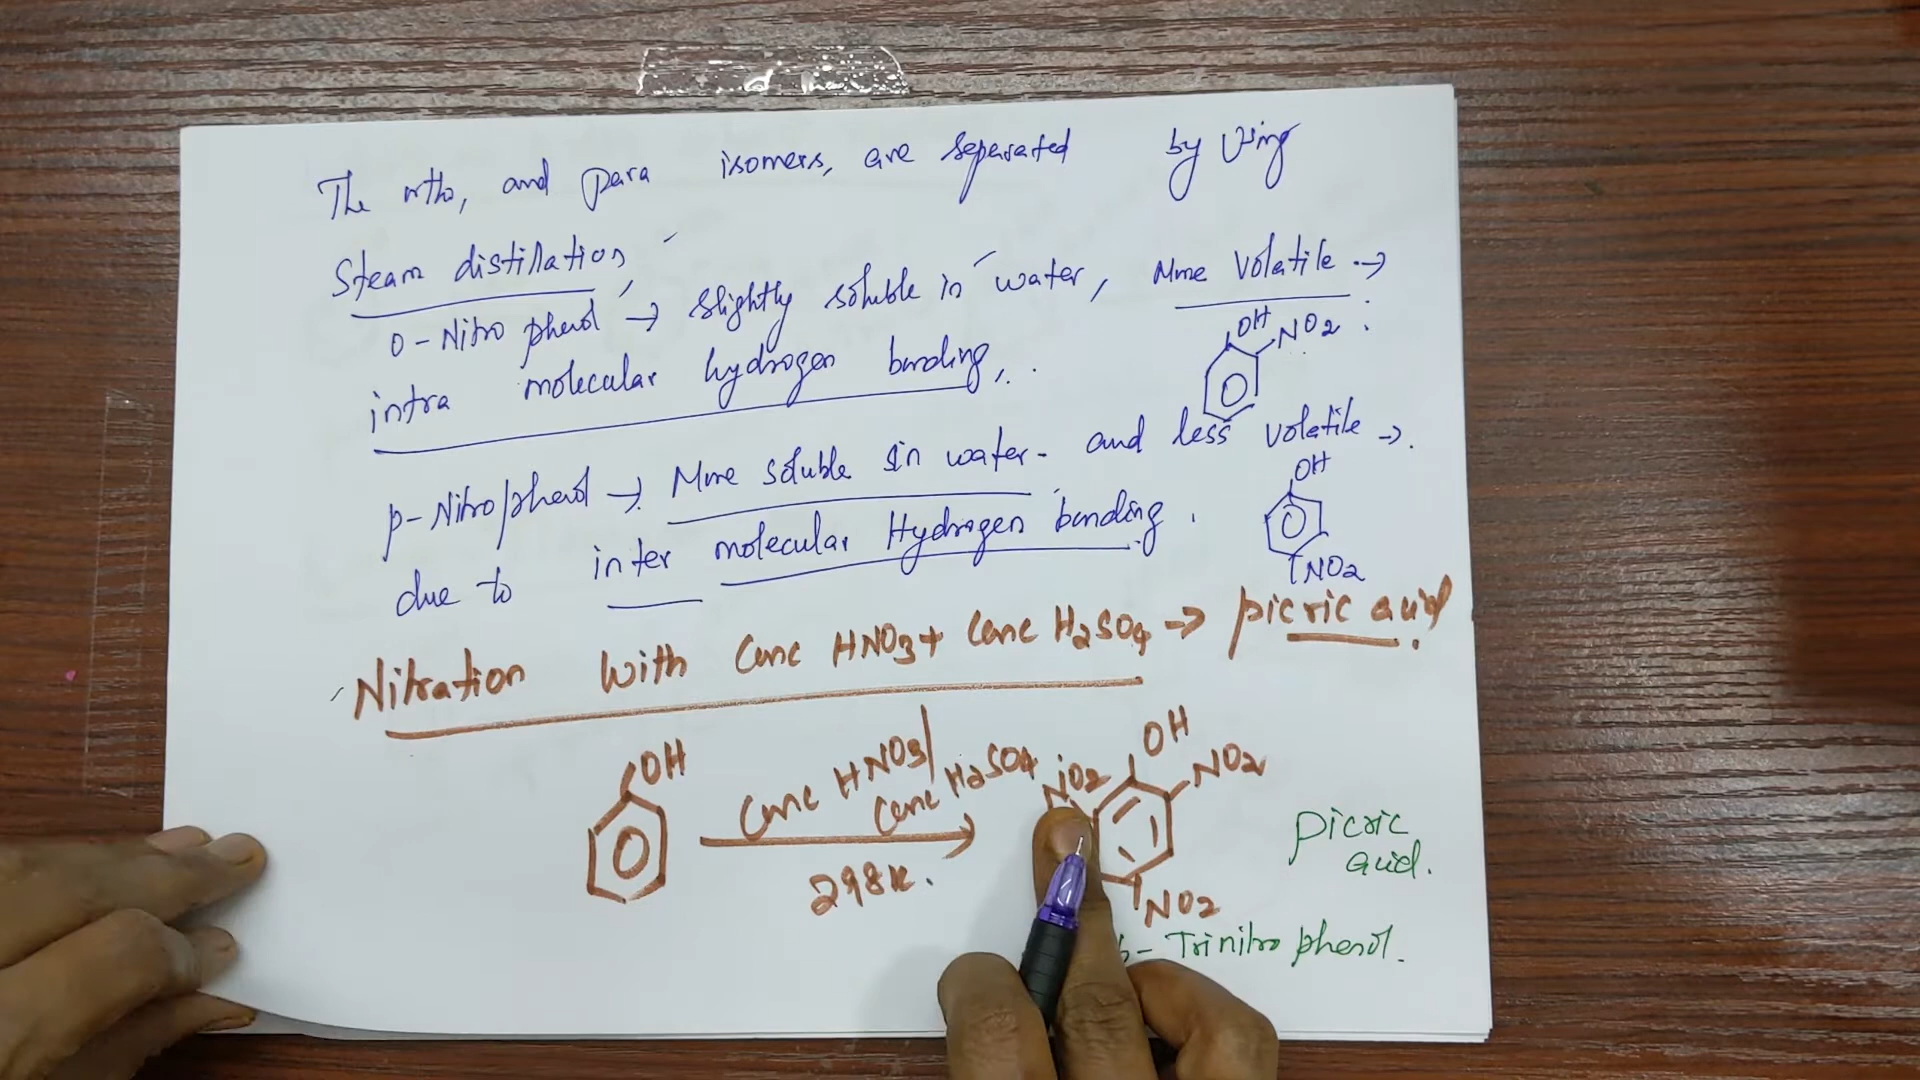 The ortho, and para isomers, are separated by Using
Steam distillation
O-Nitro phenol → slightly soluble in water, More Volatile →
intra molecular hydrogen bonding,
OH
NO2
p-Nitrophenol → More soluble in water - and less volatile →.
due to inter molecular Hydrogen bonding.
OH
NO2
Nitration With Conc HNO3 + Conc H2SO4 → picric acid.
OH
Conc HNO3/
Conc H2SO4
298K.
OH
NO2
NO2
Picric
acid.
6- Trinitro phenol.